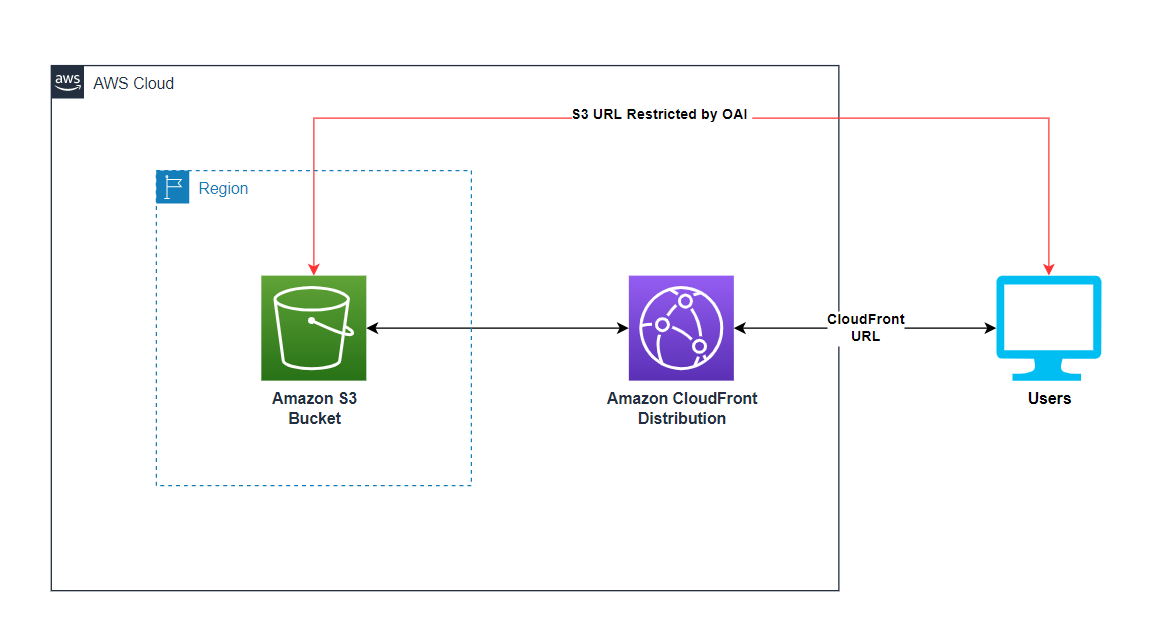 aws
AWS Cloud
S3 URL Restricted by OAI
Region
CloudFront
URL
Amazon S3
Bucket
Amazon CloudFront
Distribution
Users